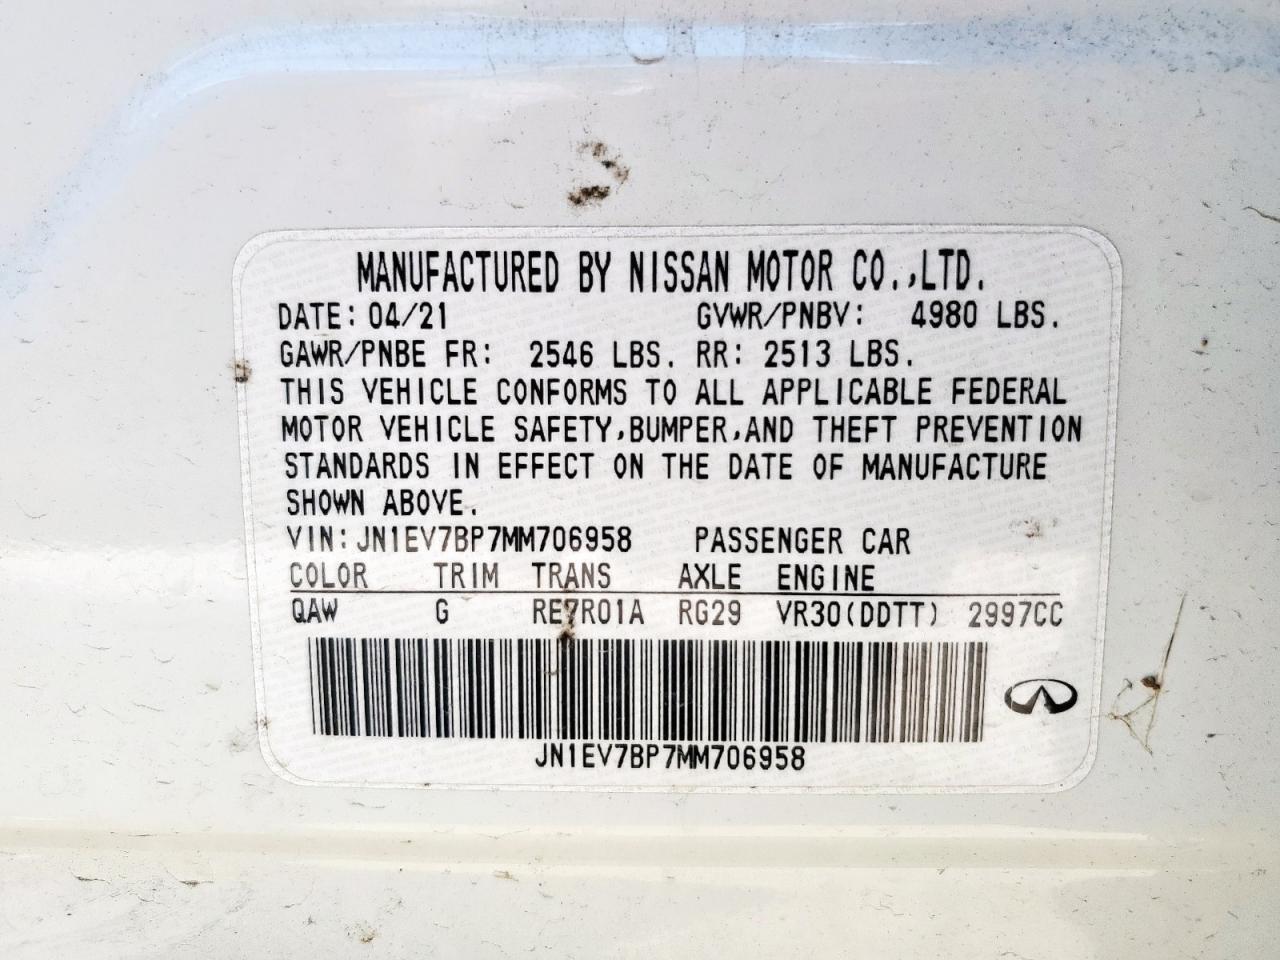 MANUFACTURED BY NISSAN MOTOR CO.,LTD.
DATE: 04/21 GVWR/PNBV: 4980 LBS.
GAWR/PNBE FR: 2546 LBS. RR: 2513 LBS.
THIS VEHICLE CONFORMS TO ALL APPLICABLE FEDERAL
MOTOR VEHICLE SAFETY,BUMPER,AND THEFT PREVENTION
STANDARDS IN EFFECT ON THE DATE OF MANUFACTURE
SHOWN ABOVE.
VIN:JN1EV7BP7MM706958 PASSENGER CAR
COLOR TRIM TRANS AXLE ENGINE
QAW G RE7R01A RG29 VR30(DDTT) 2997CC
JN1EV7BP7MM706958